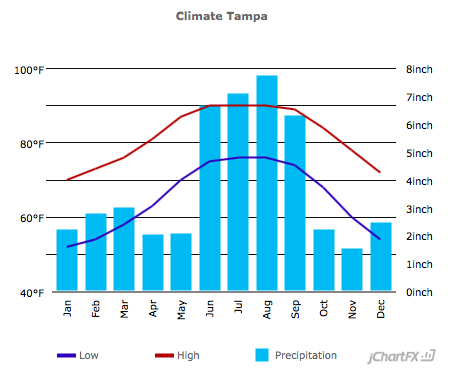 Climate Tampa
100°F
80°F
60°F
40°F
8inch
7inch
6inch
5inch
4inch
3inch
2inch
1inch
0inch
Jan
Feb
Mar
Apr
May
Jun
Jul
Aug
Sep
Oct
Nov
Dec
Low
High
Precipitation
jChartFX